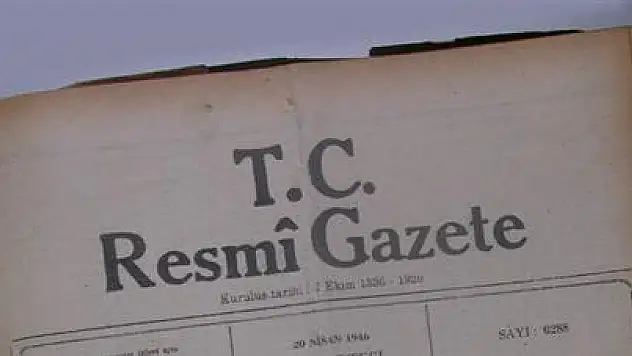 T.C.
Resmî Gazete
Kuruluş tarihi : 7 Ekim 1336 - 1920
20 NİSAN 1946
SAYI : 6288